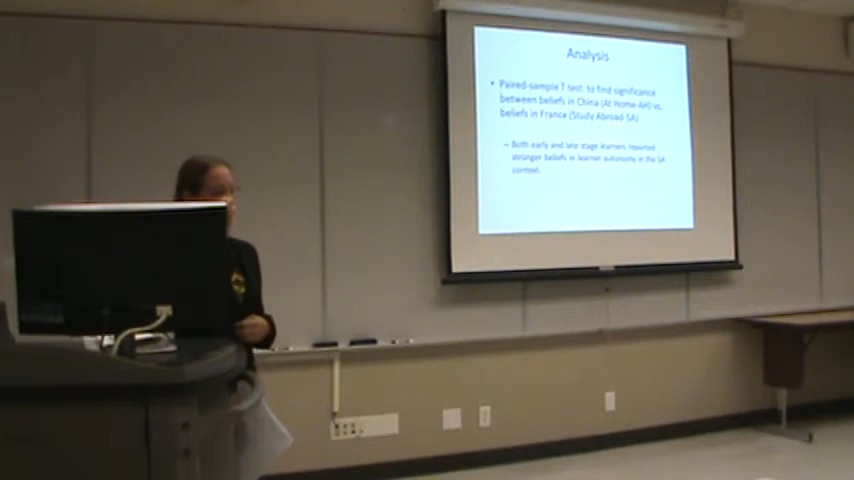 Analysis
• Paired-sample T test: to find significance
between beliefs in China (At Home-AH) vs.
beliefs in France (Study Abroad-SA)
– Both early and late stage learners reported
stronger beliefs in learner autonomy in the SA
context.